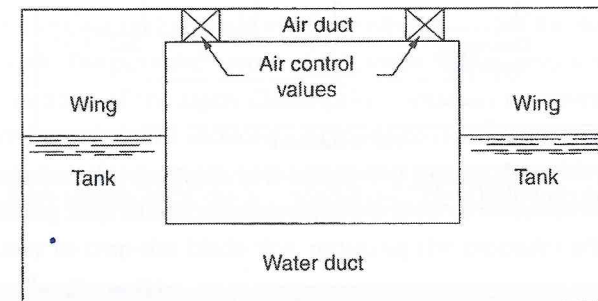 Air duct
Air control
values
Wing
Wing
Tank
Tank
Water duct